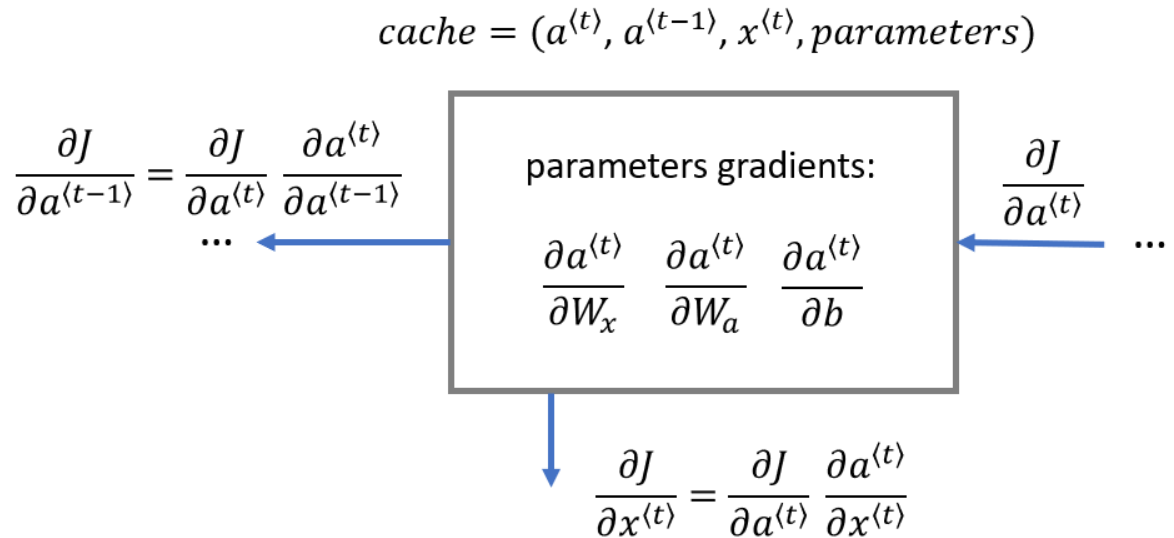 cache = (a^{⟨t⟩}, a^{⟨t−1⟩}, x^{⟨t⟩}, parameters)
∂J/∂a^{⟨t−1⟩} = ∂J/∂a^{⟨t⟩} ∂a^{⟨t⟩}/∂a^{⟨t−1⟩}
...
parameters gradients:
∂a^{⟨t⟩}/∂W_x ∂a^{⟨t⟩}/∂W_a ∂a^{⟨t⟩}/∂b
∂J/∂a^{⟨t⟩}
...
∂J/∂x^{⟨t⟩} = ∂J/∂a^{⟨t⟩} ∂a^{⟨t⟩}/∂x^{⟨t⟩}